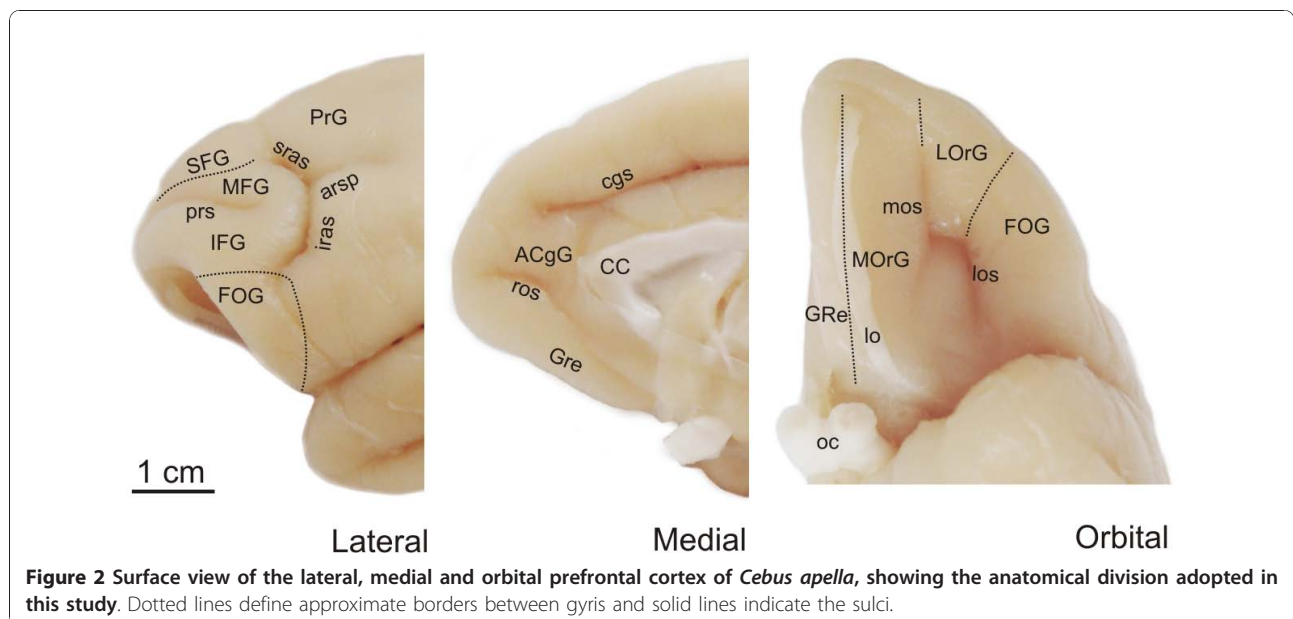 PrG
SFG
sras
MFG
arsp
prs
iras
IFG
FOG
1 cm
Lateral
cgs
ACgG
CC
ros
Gre
Medial
LOrG
mos
FOG
MOrG
los
GRe
lo
oc
Orbital
Figure 2 Surface view of the lateral, medial and orbital prefrontal cortex of Cebus apella, showing the anatomical division adopted in
this study. Dotted lines define approximate borders between gyris and solid lines indicate the sulci.